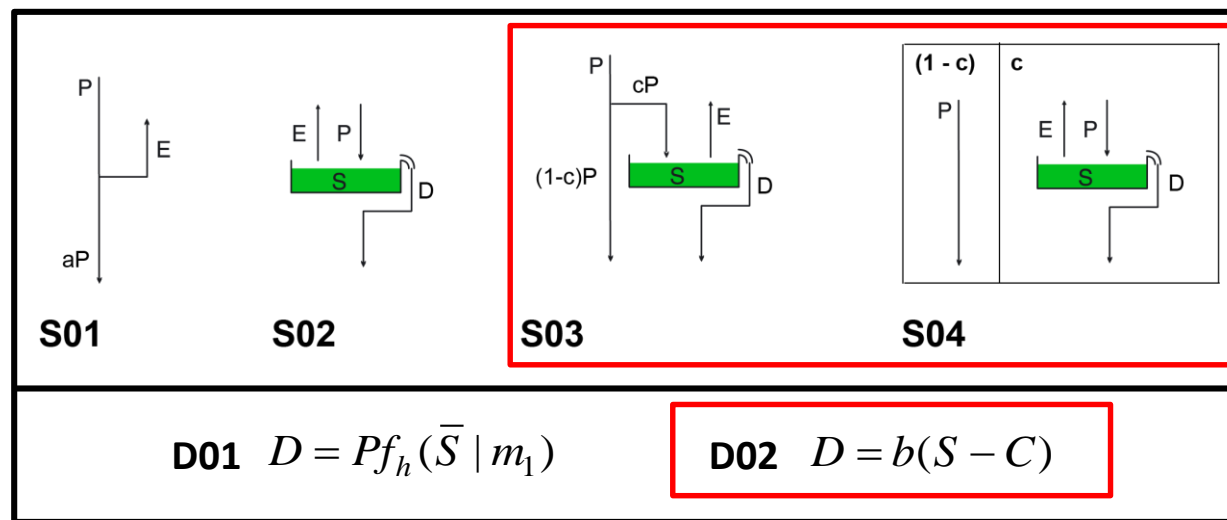 P
E
aP
S01
E P
S
D
S02
P
cP
E
(1-c)P
S
D
S03
(1 - c)
c
P
E P
S
D
S04
D01 D = Pf_h(S̅ | m_1)
D02 D = b(S − C)